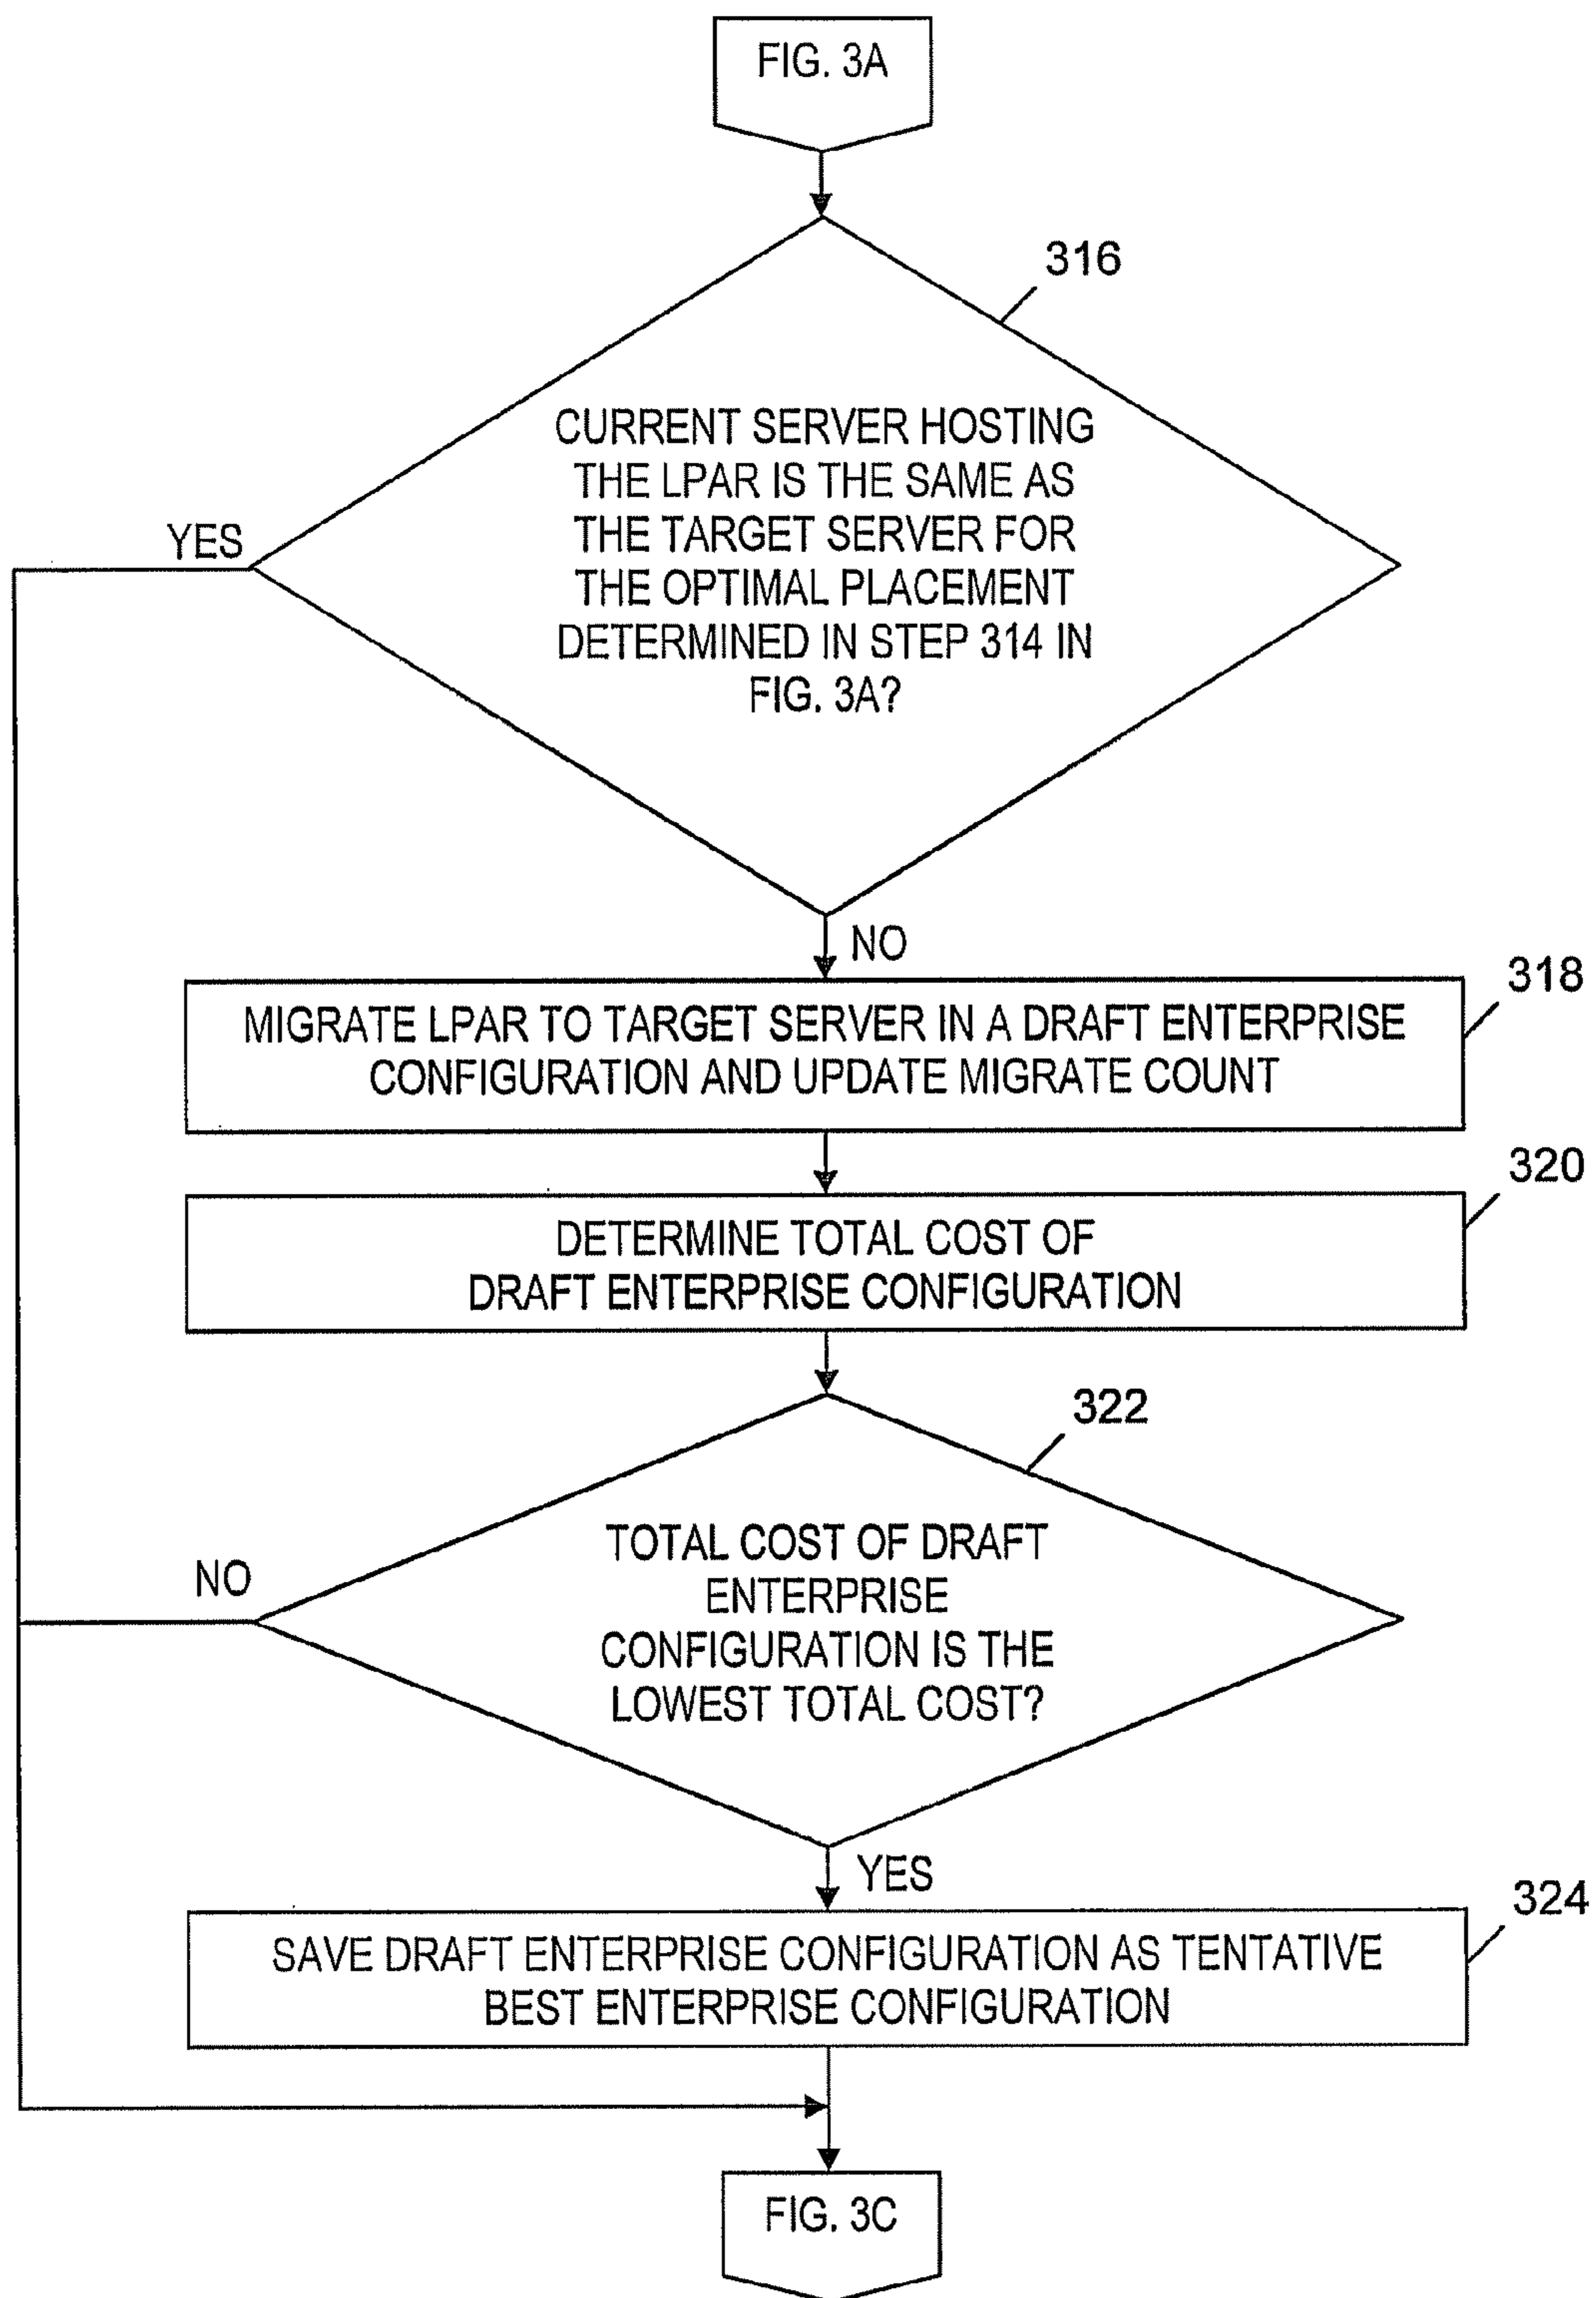 FIG. 3A
316
CURRENT SERVER HOSTING
THE LPAR IS THE SAME AS
THE TARGET SERVER FOR
THE OPTIMAL PLACEMENT
DETERMINED IN STEP 314 IN
FIG. 3A?
YES
NO
318
MIGRATE LPAR TO TARGET SERVER IN A DRAFT ENTERPRISE
CONFIGURATION AND UPDATE MIGRATE COUNT
320
DETERMINE TOTAL COST OF
DRAFT ENTERPRISE CONFIGURATION
322
TOTAL COST OF DRAFT
ENTERPRISE
CONFIGURATION IS THE
LOWEST TOTAL COST?
NO
YES
324
SAVE DRAFT ENTERPRISE CONFIGURATION AS TENTATIVE
BEST ENTERPRISE CONFIGURATION
FIG. 3C